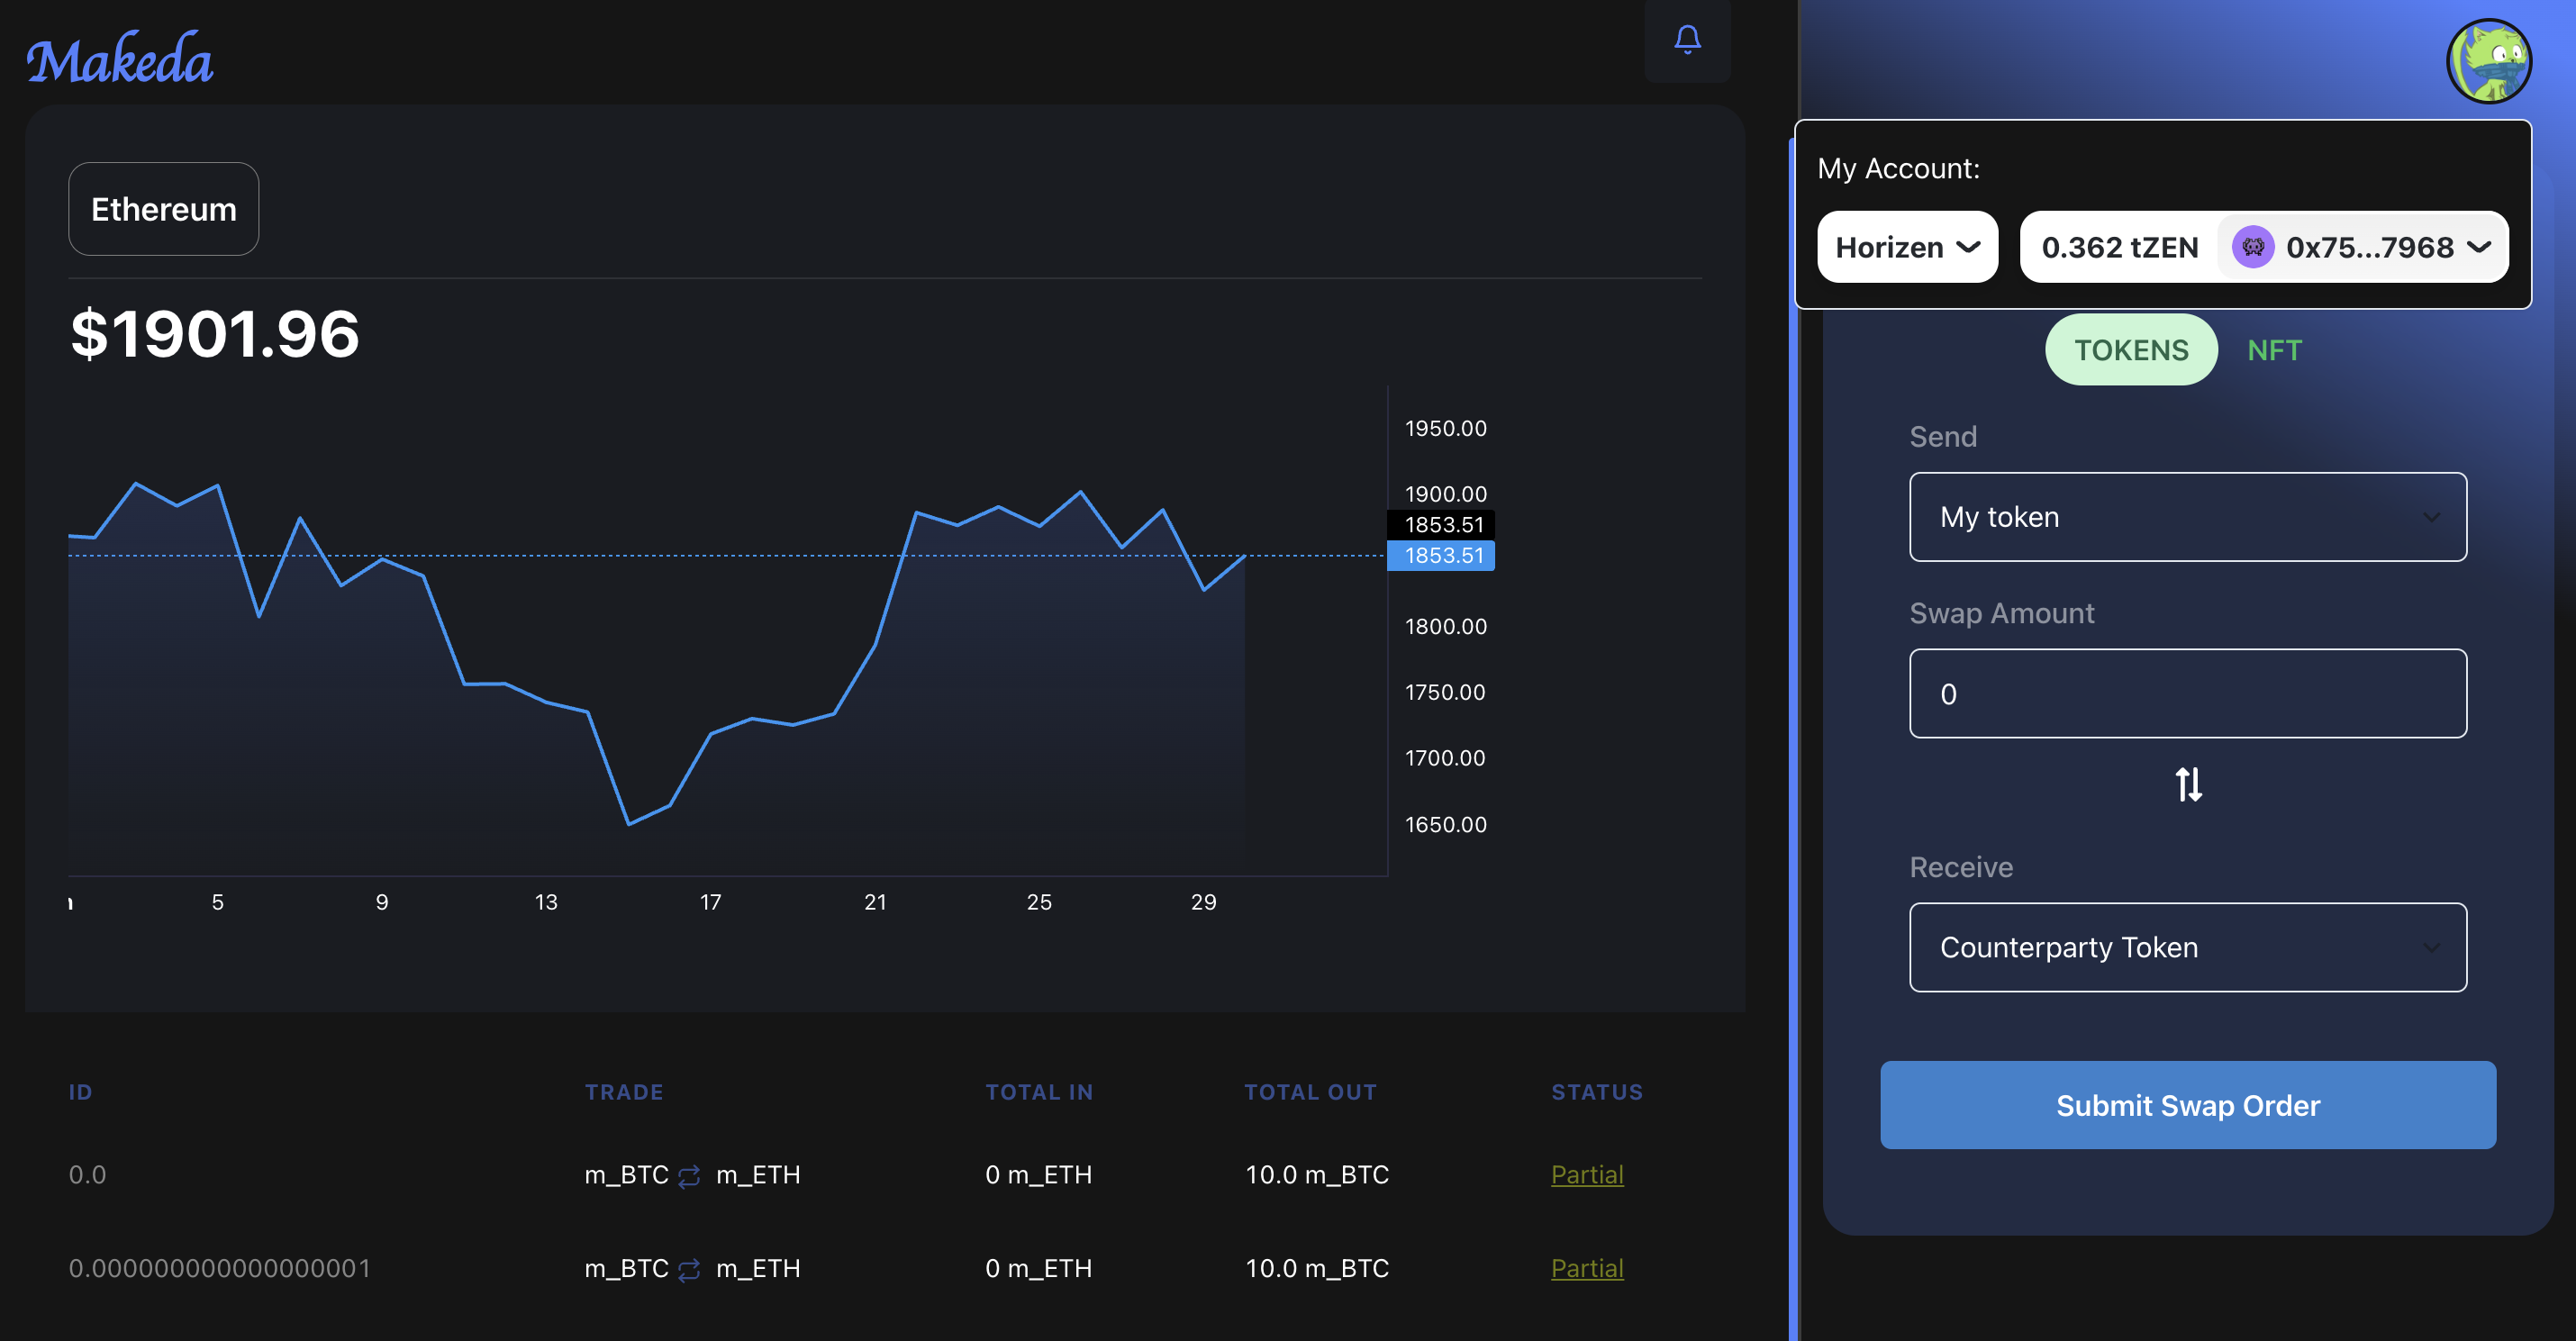 Makeda
Ethereum
$1901.96
1950.00
1900.00
1853.51
1853.51
1800.00
1750.00
1700.00
1650.00
5 9 13 17 21 25 29
ID TRADE TOTAL IN TOTAL OUT STATUS
0.0 m_BTC m_ETH 0 m_ETH 10.0 m_BTC Partial
0.000000000000000001 m_BTC m_ETH 0 m_ETH 10.0 m_BTC Partial
My Account:
Horizen 0.362 tZEN 0x75...7968
TOKENS NFT
Send
My token
Swap Amount
0
Receive
Counterparty Token
Submit Swap Order